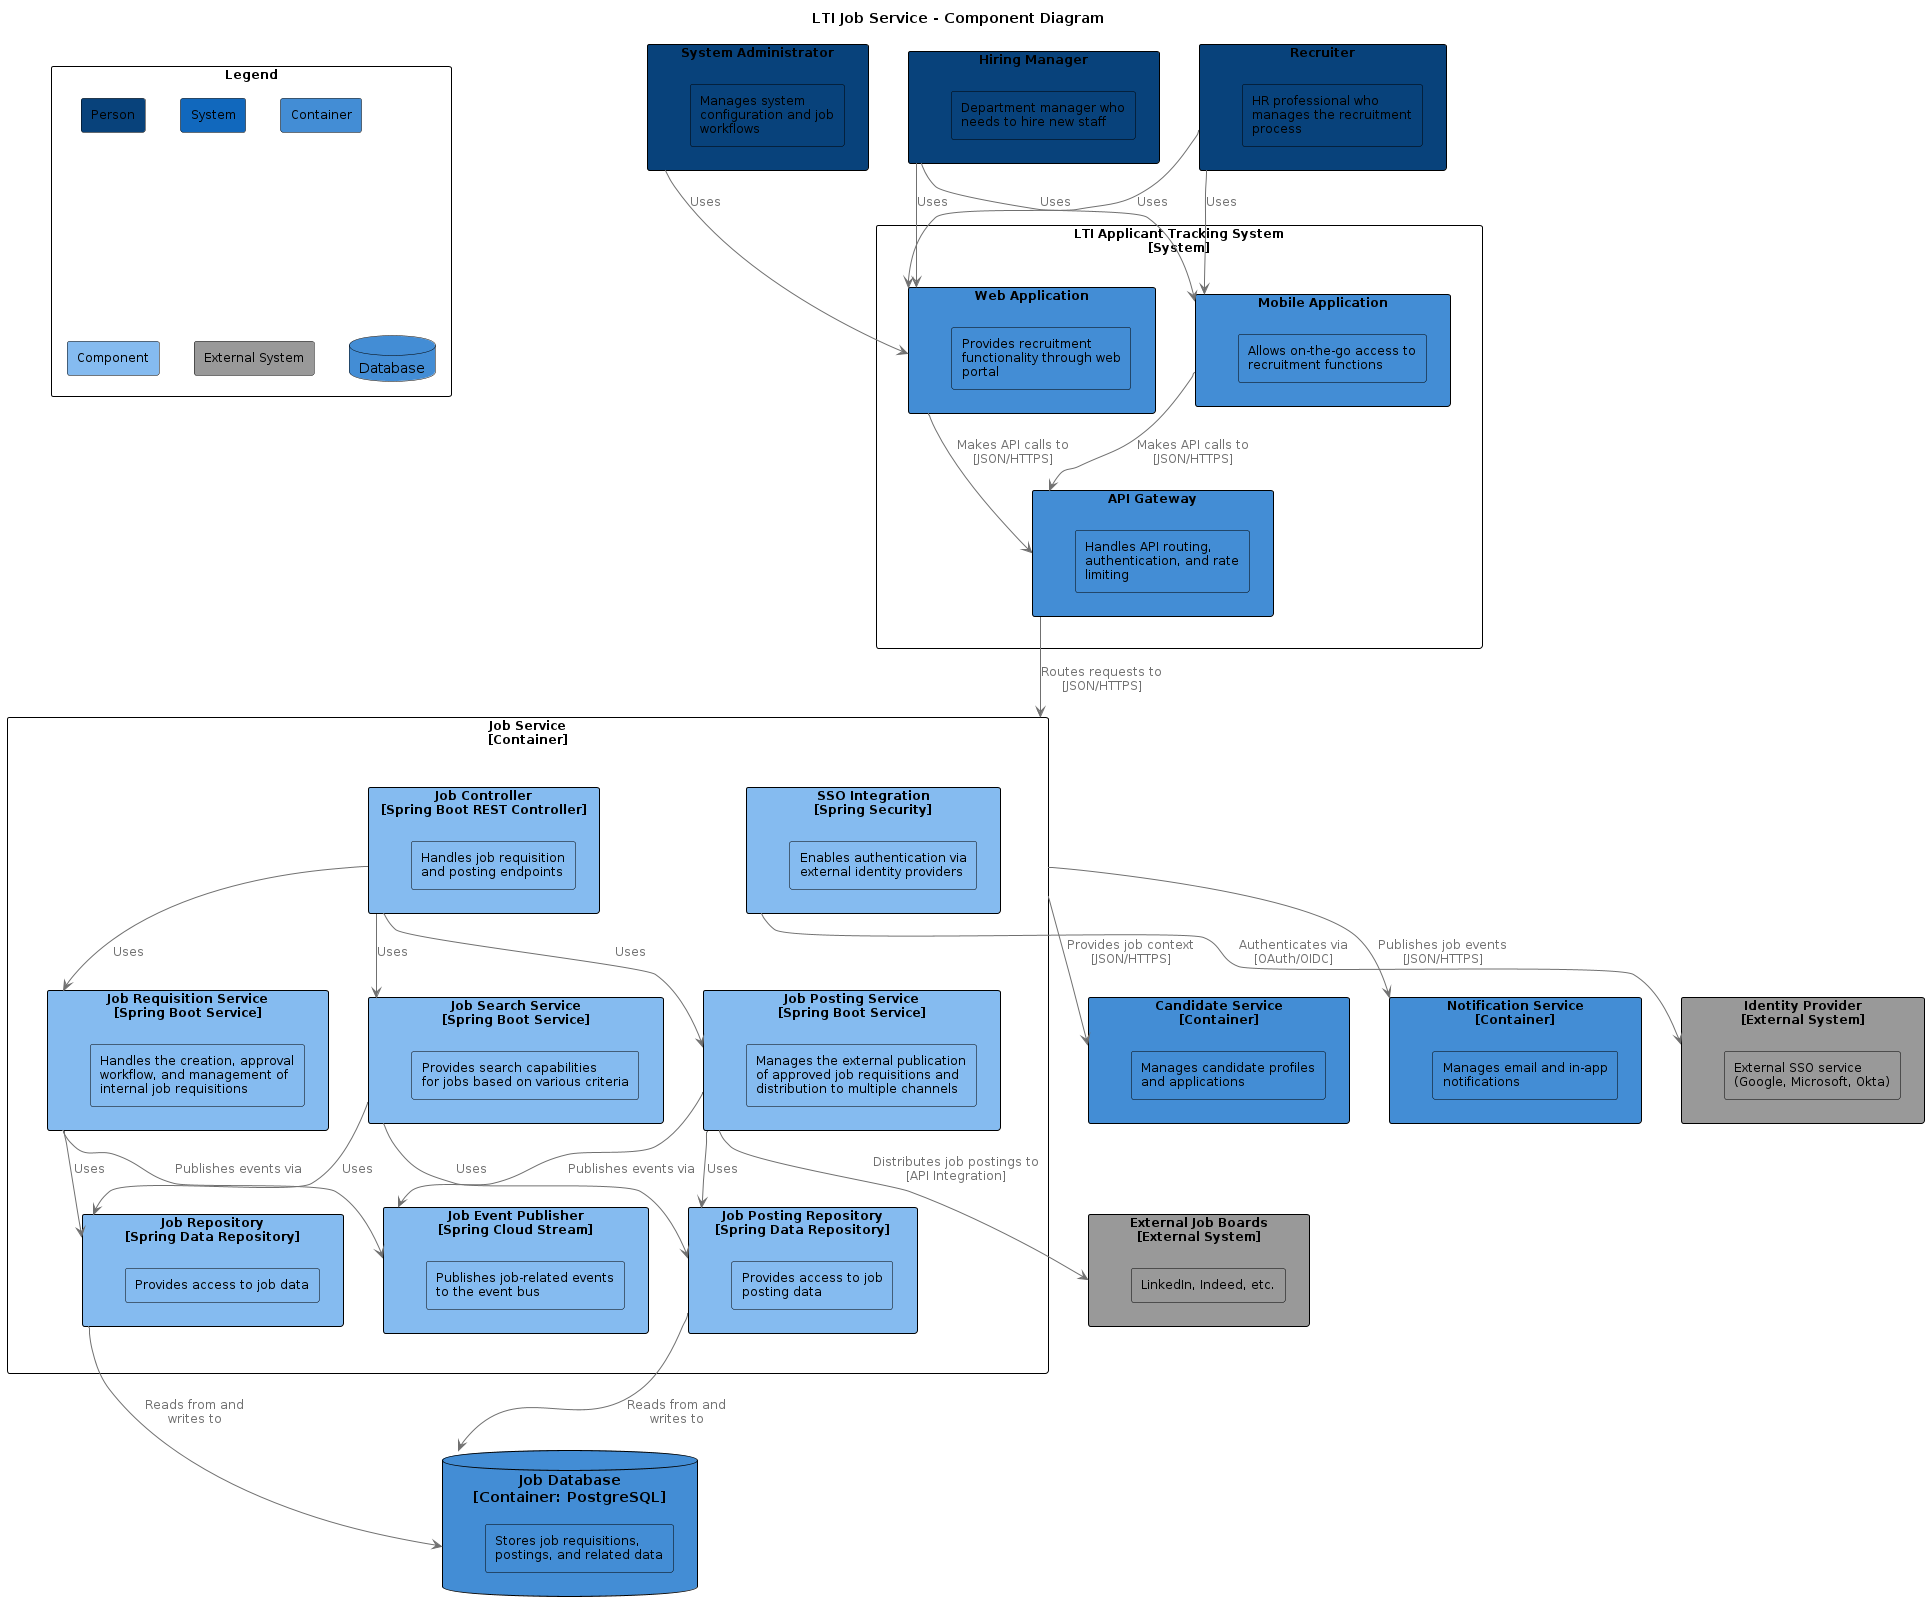 LTI Job Service - Component Diagram
Legend
Person
System
Container
Component
External System
Database
System Administrator
Manages system
configuration and job
workflows
Hiring Manager
Department manager who
needs to hire new staff
Recruiter
HR professional who
manages the recruitment
process
Uses
Uses
Uses
Uses
Uses
LTI Applicant Tracking System
[System]
Web Application
Provides recruitment
functionality through web
portal
Mobile Application
Allows on-the-go access to
recruitment functions
Makes API calls to
[JSON/HTTPS]
Makes API calls to
[JSON/HTTPS]
API Gateway
Handles API routing,
authentication, and rate
limiting
Routes requests to
[JSON/HTTPS]
Job Service
[Container]
Job Controller
[Spring Boot REST Controller]
Handles job requisition
and posting endpoints
SSO Integration
[Spring Security]
Enables authentication via
external identity providers
Uses
Uses
Uses
Provides job context
[JSON/HTTPS]
Authenticates via
[OAuth/OIDC]
Publishes job events
[JSON/HTTPS]
Job Requisition Service
[Spring Boot Service]
Handles the creation, approval
workflow, and management of
internal job requisitions
Job Search Service
[Spring Boot Service]
Provides search capabilities
for jobs based on various criteria
Job Posting Service
[Spring Boot Service]
Manages the external publication
of approved job requisitions and
distribution to multiple channels
Candidate Service
[Container]
Manages candidate profiles
and applications
Notification Service
[Container]
Manages email and in-app
notifications
Identity Provider
[External System]
External SSO service
(Google, Microsoft, Okta)
Uses
Publishes events via
Uses
Uses
Publishes events via
Uses
Distributes job postings to
[API Integration]
Job Repository
[Spring Data Repository]
Provides access to job data
Job Event Publisher
[Spring Cloud Stream]
Publishes job-related events
to the event bus
Job Posting Repository
[Spring Data Repository]
Provides access to job
posting data
External Job Boards
[External System]
LinkedIn, Indeed, etc.
Reads from and
writes to
Reads from and
writes to
Job Database
[Container: PostgreSQL]
Stores job requisitions,
postings, and related data